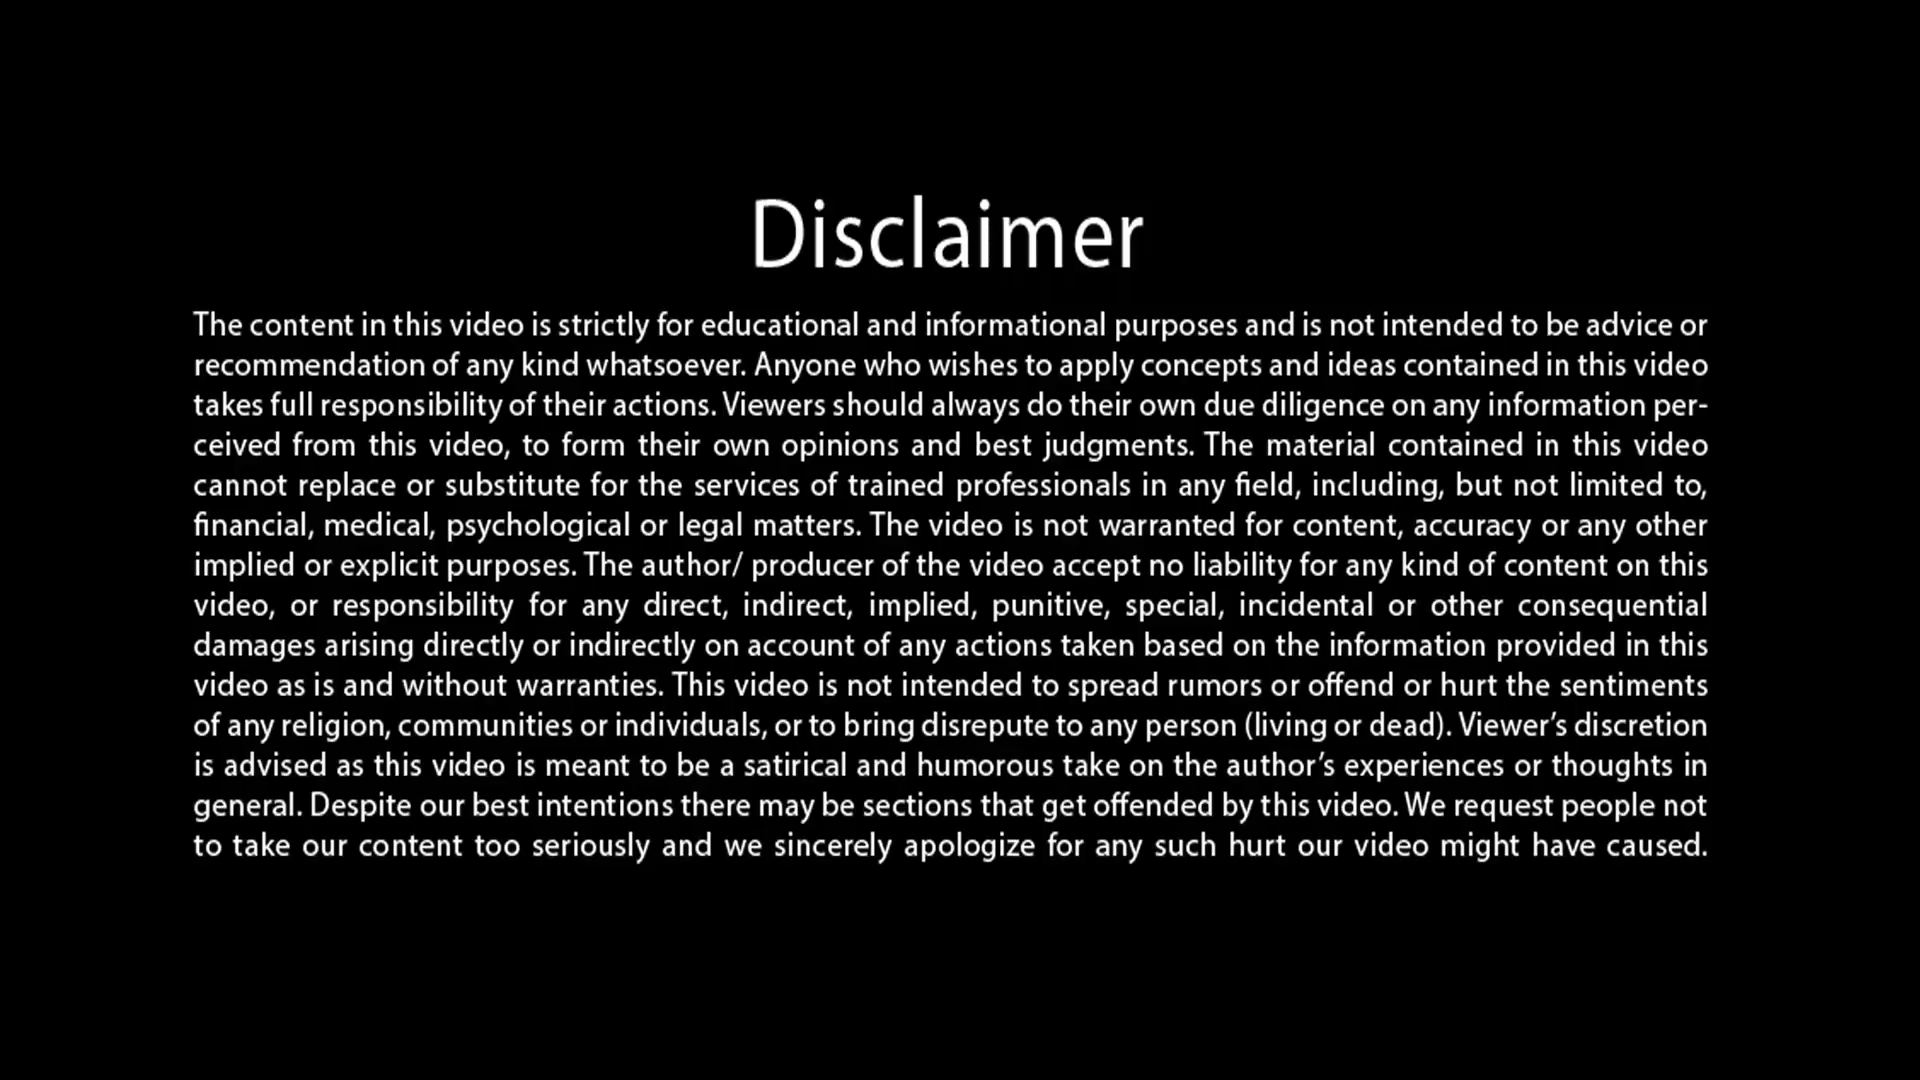 Disclaimer
The content in this video is strictly for educational and informational purposes and is not intended to be advice or
recommendation of any kind whatsoever. Anyone who wishes to apply concepts and ideas contained in this video
takes full responsibility of their actions. Viewers should always do their own due diligence on any information per-
ceived from this video, to form their own opinions and best judgments. The material contained in this video
cannot replace or substitute for the services of trained professionals in any field, including, but not limited to,
financial, medical, psychological or legal matters. The video is not warranted for content, accuracy or any other
implied or explicit purposes. The author/ producer of the video accept no liability for any kind of content on this
video, or responsibility for any direct, indirect, implied, punitive, special, incidental or other consequential
damages arising directly or indirectly on account of any actions taken based on the information provided in this
video as is and without warranties. This video is not intended to spread rumors or offend or hurt the sentiments
of any religion, communities or individuals, or to bring disrepute to any person (living or dead). Viewer’s discretion
is advised as this video is meant to be a satirical and humorous take on the author’s experiences or thoughts in
general. Despite our best intentions there may be sections that get offended by this video. We request people not
to take our content too seriously and we sincerely apologize for any such hurt our video might have caused.